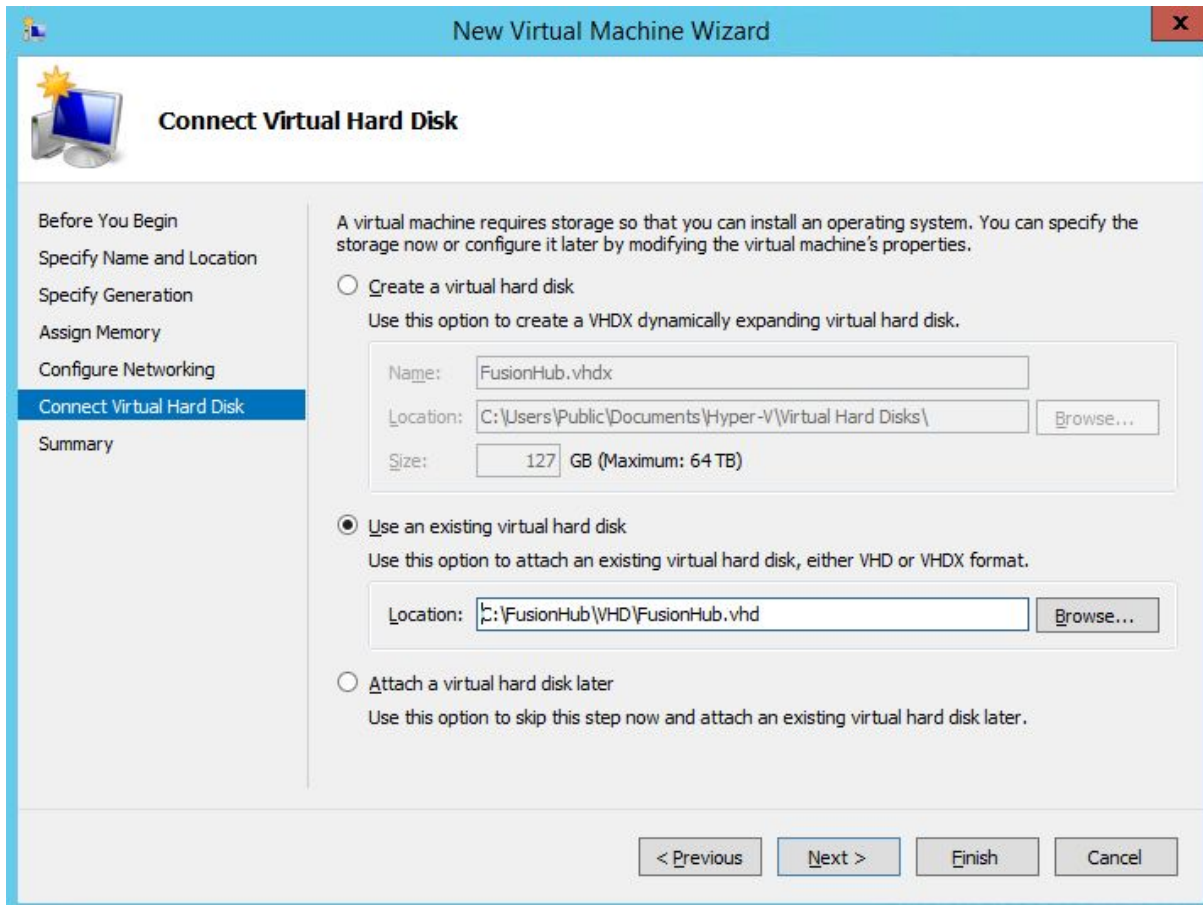 New Virtual Machine Wizard
x
Connect Virtual Hard Disk
Before You Begin
Specify Name and Location
Specify Generation
Assign Memory
Configure Networking
Connect Virtual Hard Disk
Summary
A virtual machine requires storage so that you can install an operating system. You can specify the
storage now or configure it later by modifying the virtual machine's properties.
Create a virtual hard disk
Use this option to create a VHDX dynamically expanding virtual hard disk.
Name: FusionHub.vhdx
Location: C:\Users\Public\Documents\Hyper-V\Virtual Hard Disks\ Browse...
Size: 127 GB (Maximum: 64 TB)
Use an existing virtual hard disk
Use this option to attach an existing virtual hard disk, either VHD or VHDX format.
Location: C:\FusionHub\VHD\FusionHub.vhd Browse...
Attach a virtual hard disk later
Use this option to skip this step now and attach an existing virtual hard disk later.
< Previous Next > Finish Cancel